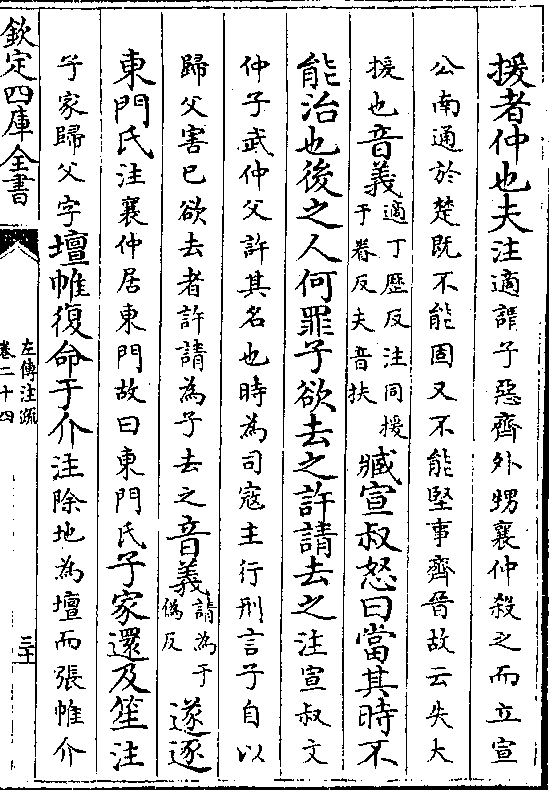 援者仲也夫注適謂子惡齊外甥襄仲殺之而立宣
公南通於楚既不能固又不能堅事齊晉故云失大
援也音義適丁歷反注同援
于眷反夫音扶
臧宣叔怒曰當其時不
能治也後之人何罪子欲去之許請去之注宣叔文
仲子武仲父許其名也時為司寇主行刑言子自以
歸父害已欲去者許請為子去之音義請為于
偽反
遂逐
東門氏注襄仲居東門故曰東門氏子家還及笙注
子家歸父字壇帷復命于介注除地為壇而張帷介
欽定四庫全書
左傳注疏
卷二十四
三十